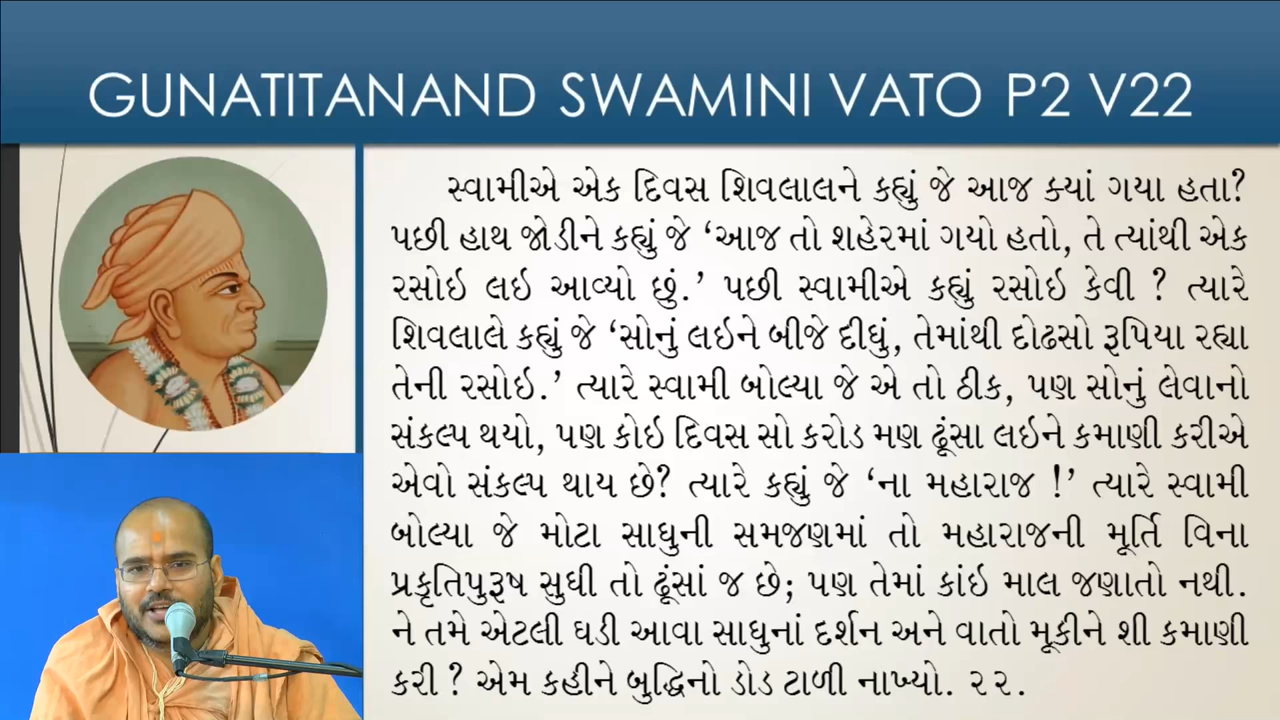 GUNATITANAND SWAMINI VATO P2 V22
સ્વામીએ એક દિવસ શિવલાલને કહ્યું જે આજ ક્યાં ગયા હતા?
પછી હાથ જોડીને કહ્યું જે ‘આજ તો શહેરમાં ગયો હતો, તે ત્યાંથી એક
રસોઇ લઇ આવ્યો છું.’ પછી સ્વામીએ કહ્યું રસોઇ કેવી ? ત્યારે
શિવલાલે કહ્યું જે ‘સોનું લઇને બીજે દીધું, તેમાંથી દોઢસો રૂપિયા રહ્યા
તેની રસોઇ.’ ત્યારે સ્વામી બોલ્યા જે એ તો ઠીક, પણ સોનું લેવાનો
સંકલ્પ થયો, પણ કોઇ દિવસ સો કરોડ મણ ઢૂંસા લઇને કમાણી કરીએ
એવો સંકલ્પ થાય છે? ત્યારે કહ્યું જે ‘ના મહારાજ !’ ત્યારે સ્વામી
બોલ્યા જે મોટા સાધુની સમજણમાં તો મહારાજની મૂર્તિ વિના
પ્રકૃતિપુરૂષ સુધી તો ઢૂંસાં જ છે; પણ તેમાં કાંઇ માલ જણાતો નથી.
ને તમે એટલી ઘડી આવા સાધુનાં દર્શન અને વાતો મૂકીને શી કમાણી
કરી ? એમ કહીને બુદ્ધિનો ડોડ ટાળી નાખ્યો. ૨૨.